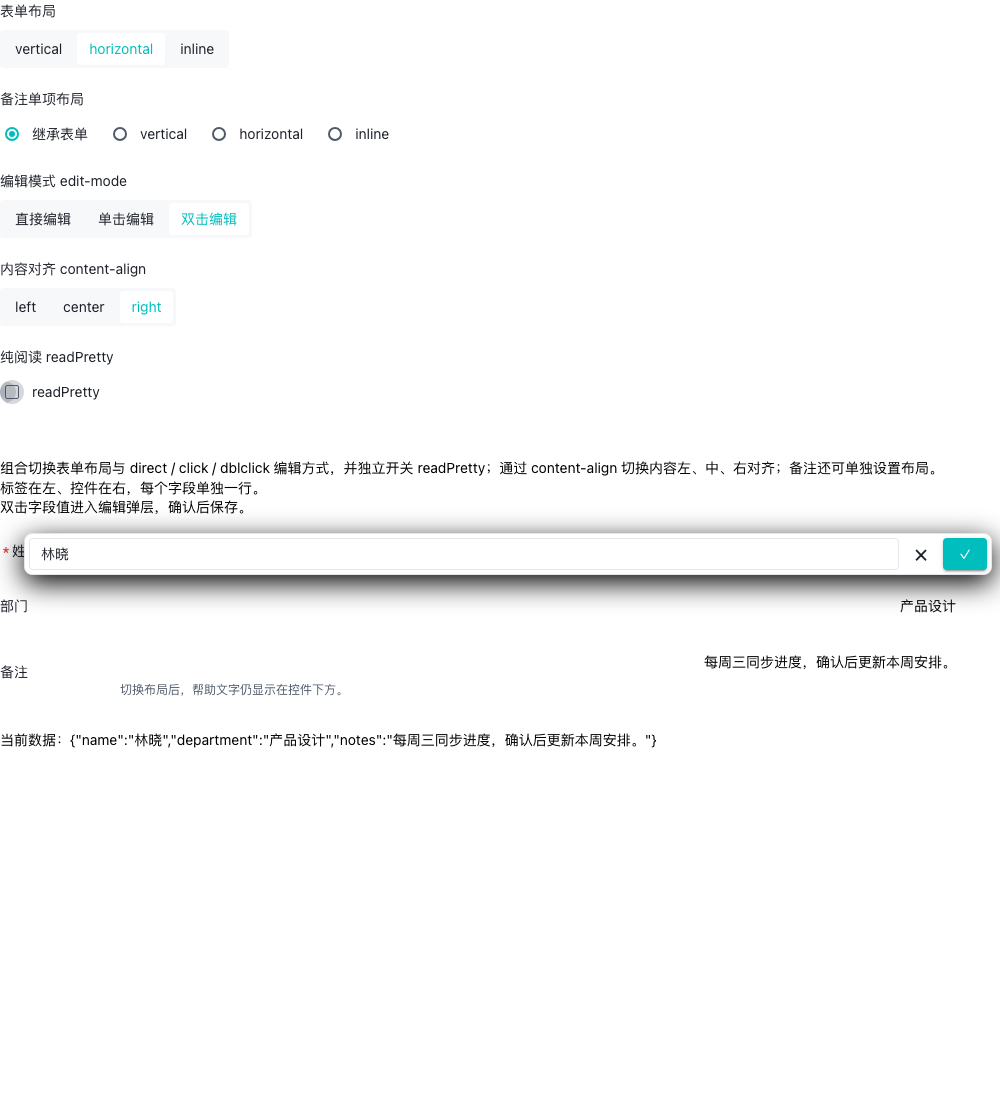 表单布局
vertical horizontal inline
备注单项布局
继承表单 vertical horizontal inline
编辑模式 edit-mode
直接编辑 单击编辑 双击编辑
内容对齐 content-align
left center right
纯阅读 readPretty
readPretty
组合切换表单布局与 direct / click / dblclick 编辑方式，并独立开关 readPretty；通过 content-align 切换内容左、中、右对齐；备注还可单独设置布局。
标签在左、控件在右，每个字段单独一行。
双击字段值进入编辑弹层，确认后保存。
* 姓 林晓
部门 产品设计
每周三同步进度，确认后更新本周安排。
备注
切换布局后，帮助文字仍显示在控件下方。
当前数据：{"name":"林晓","department":"产品设计","notes":"每周三同步进度，确认后更新本周安排。"}